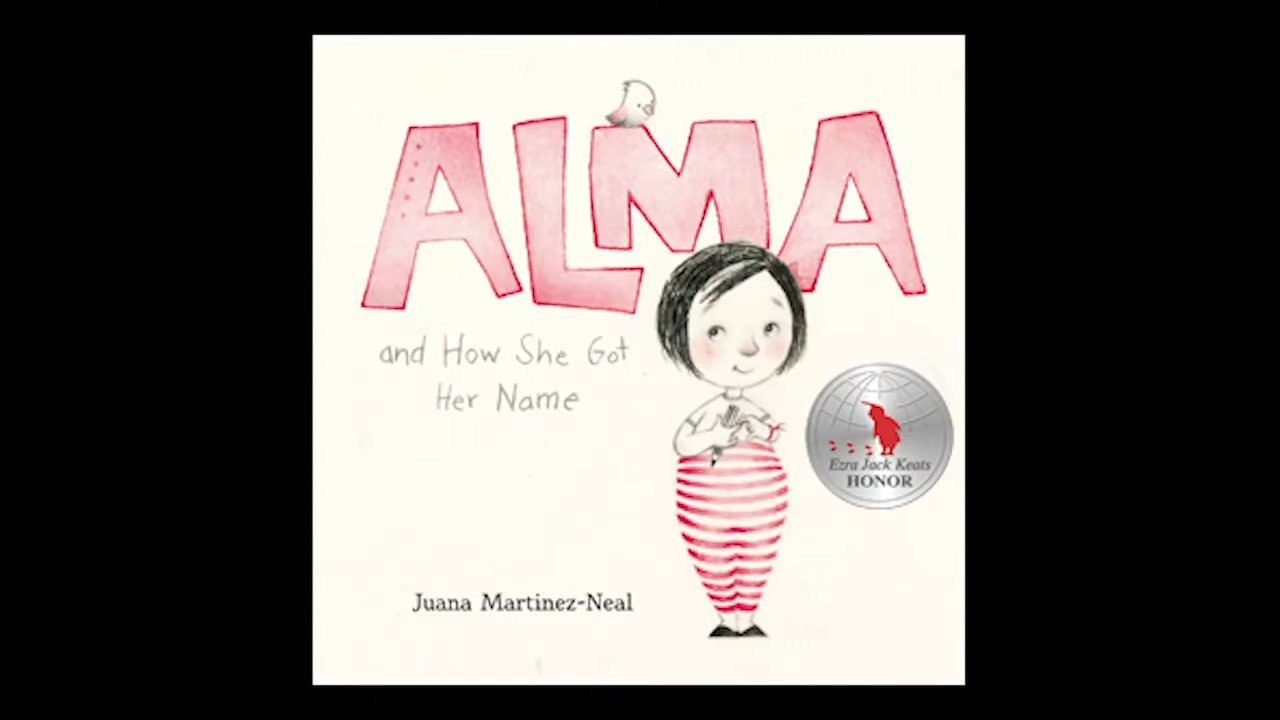 ALMA
and How She Got
Her Name
Ezra Jack Keats
HONOR
Juana Martinez-Neal